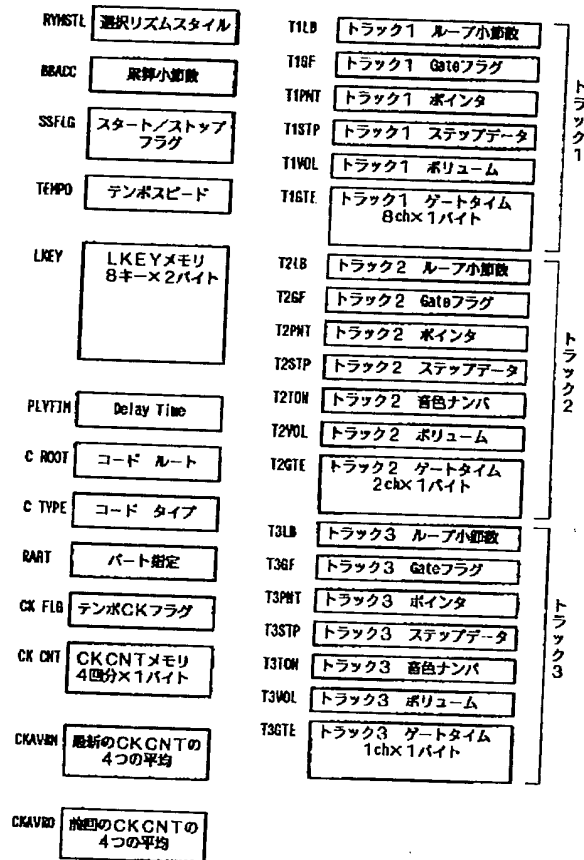 RYMSTL 選択リズムスタイル
BBACC 累算小節数
SSFLG スタート／ストップ
フラグ
TEMPO テンポスピード
LKEY LKEYメモリ
8キー×2バイト
PLYTIM Delay Time
C ROOT コード ルート
C TYPE コード タイプ
RART パート指定
CK FLG テンポCKフラグ
CK CNT CKCNTメモリ
4回分×1バイト
CKAVRN 最新のCKCNTの
4つの平均
CKAVRO 前回のCKCNTの
4つの平均
T1LB トラック1 ループ小節数
T1GF トラック1 Gateフラグ
T1PNT トラック1 ポインタ
T1STP トラック1 ステップデータ
T1VOL トラック1 ボリューム
T1GTE トラック1 ゲートタイム
8ch×1バイト
トラック1
T2LB トラック2 ループ小節数
T2GF トラック2 Gateフラグ
T2PNT トラック2 ポインタ
T2STP トラック2 ステップデータ
T2TON トラック2 音色ナンバ
T2VOL トラック2 ボリューム
T2GTE トラック2 ゲートタイム
2ch×1バイト
トラック2
T3LB トラック3 ループ小節数
T3GF トラック3 Gateフラグ
T3PNT トラック3 ポインタ
T3STP トラック3 ステップデータ
T3TON トラック3 音色ナンバ
T3VOL トラック3 ボリューム
T3GTE トラック3 ゲートタイム
1ch×1バイト
トラック3